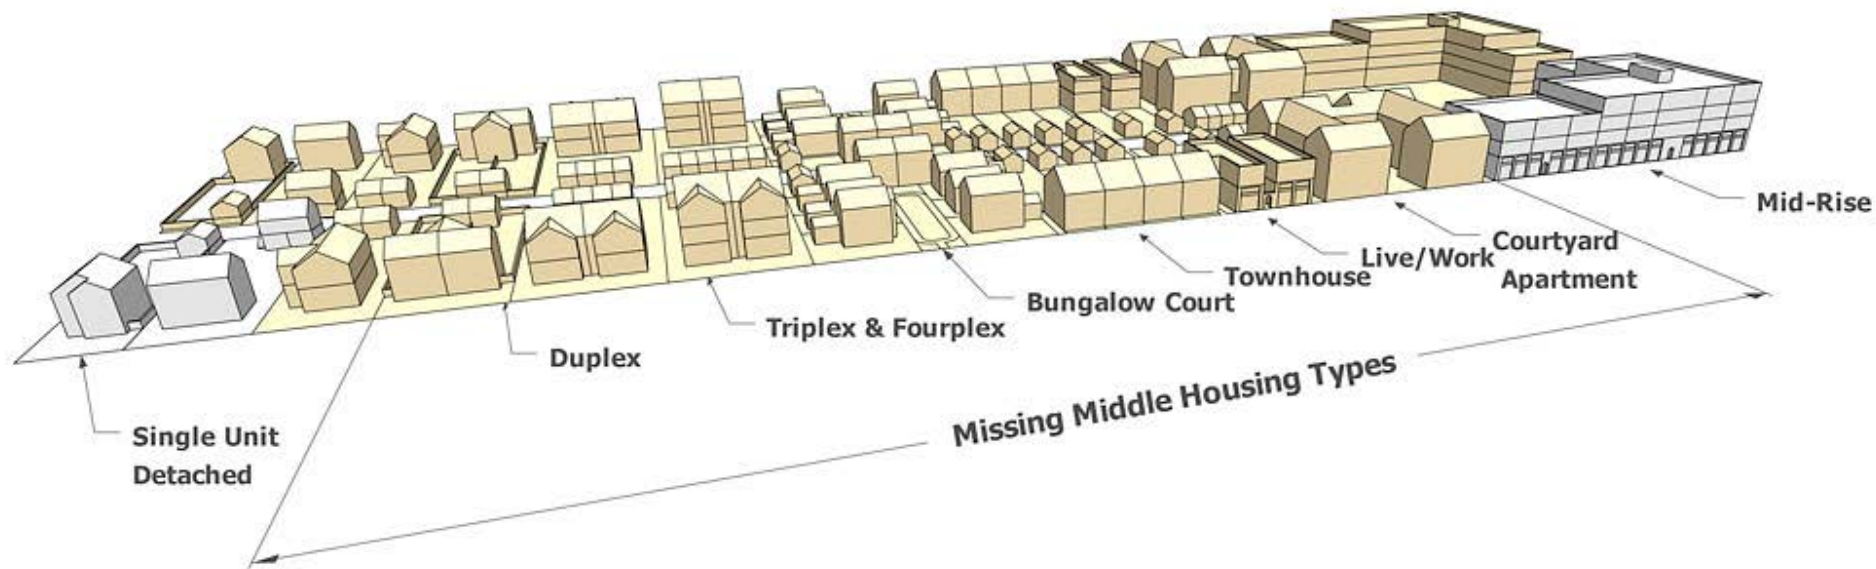 Single Unit
Detached
Duplex
Triplex & Fourplex
Bungalow Court
Townhouse
Live/Work
Courtyard
Apartment
Mid-Rise
Missing Middle Housing Types